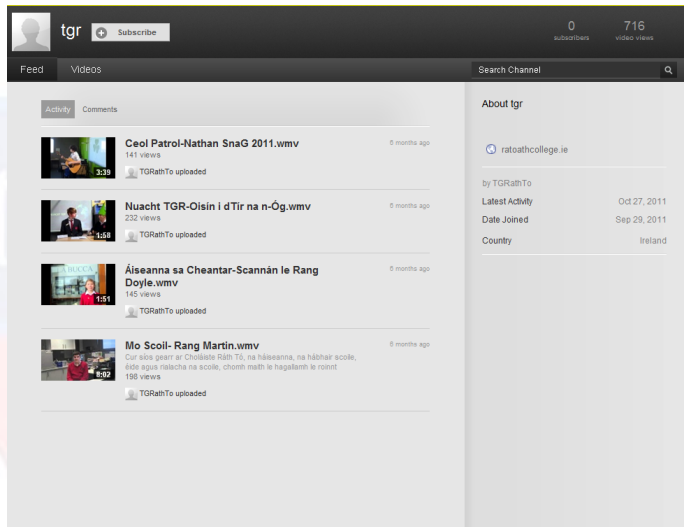 tgr
Subscribe
0
subscribers
716
video views
Feed
Videos
Search Channel
Activity
Comments
Ceol Patrol-Nathan SnaG 2011.wmv
6 months ago
141 views
TGRathTo uploaded
3:39
Nuacht TGR-Oisín i dTír na n-Óg.wmv
6 months ago
232 views
TGRathTo uploaded
1:58
Áiseanna sa Cheantar-Scannán le Rang
Doyle.wmv
6 months ago
145 views
TGRathTo uploaded
1:51
Mo Scoil- Rang Martin.wmv
6 months ago
Cur síos gearr ar Choláiste Ráth Tó, na háiseanna, na hábhair scoile,
éide agus rialacha na scoile, chomh maith le hagallamh le roinnt
198 views
TGRathTo uploaded
8:02
About tgr
ratoathcollege.ie
by TGRathTo
Latest Activity
Oct 27, 2011
Date Joined
Sep 29, 2011
Country
Ireland